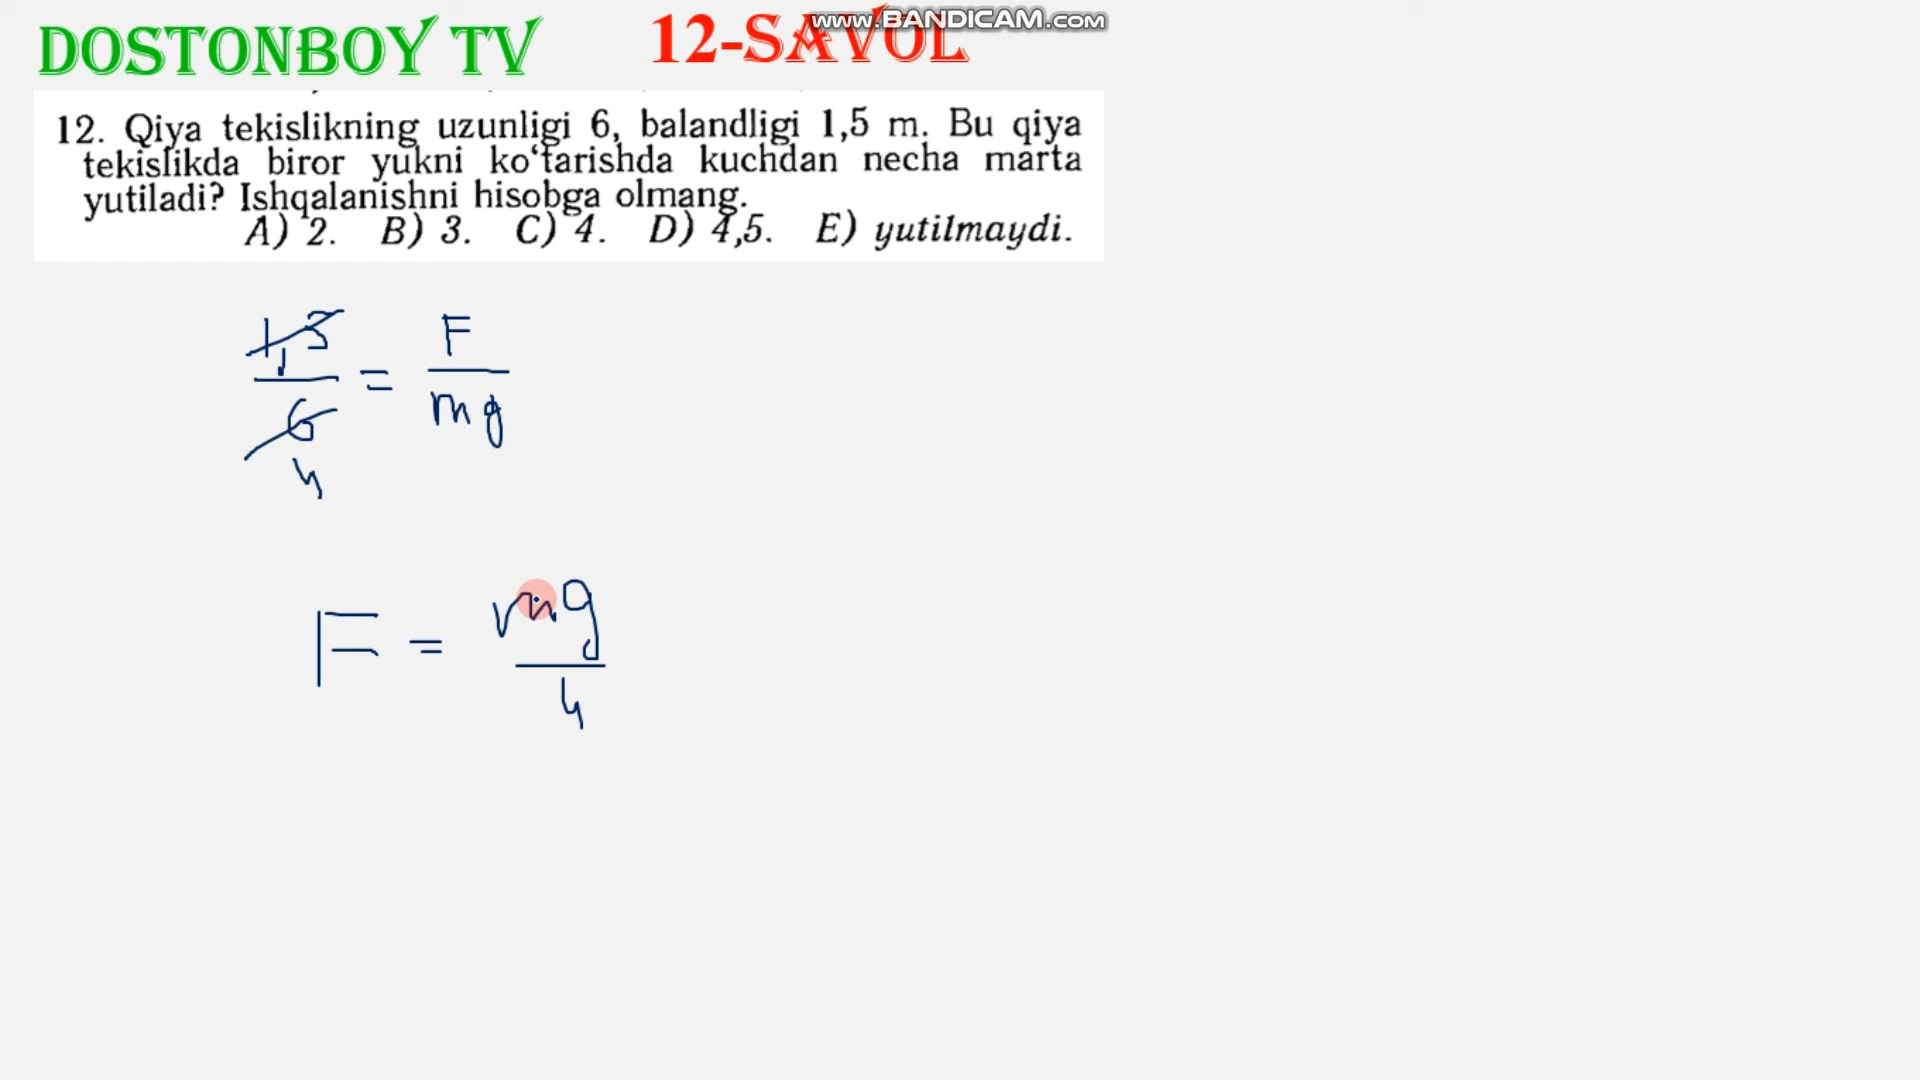 DOSTONBOY TV
12-SAVOL
www.BANDICAM.com
12. Qiya tekislikning uzunligi 6, balandligi 1,5 m. Bu qiya
tekislikda biror yukni ko‘tarishda kuchdan necha marta
yutiladi? Ishqalanishni hisobga olmang.
A) 2. B) 3. C) 4. D) 4,5. E) yutilmaydi.
1,5 F
=
6 mg
4
mg
F =
4